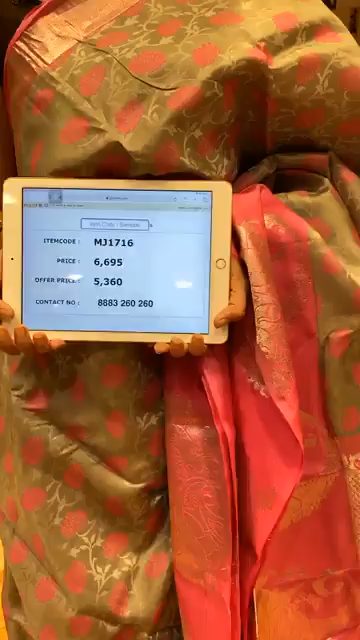 ITEMCODE : MJ1716
PRICE : 6,695
OFFER PRICE : 5,360
CONTACT NO : 8883 260 260